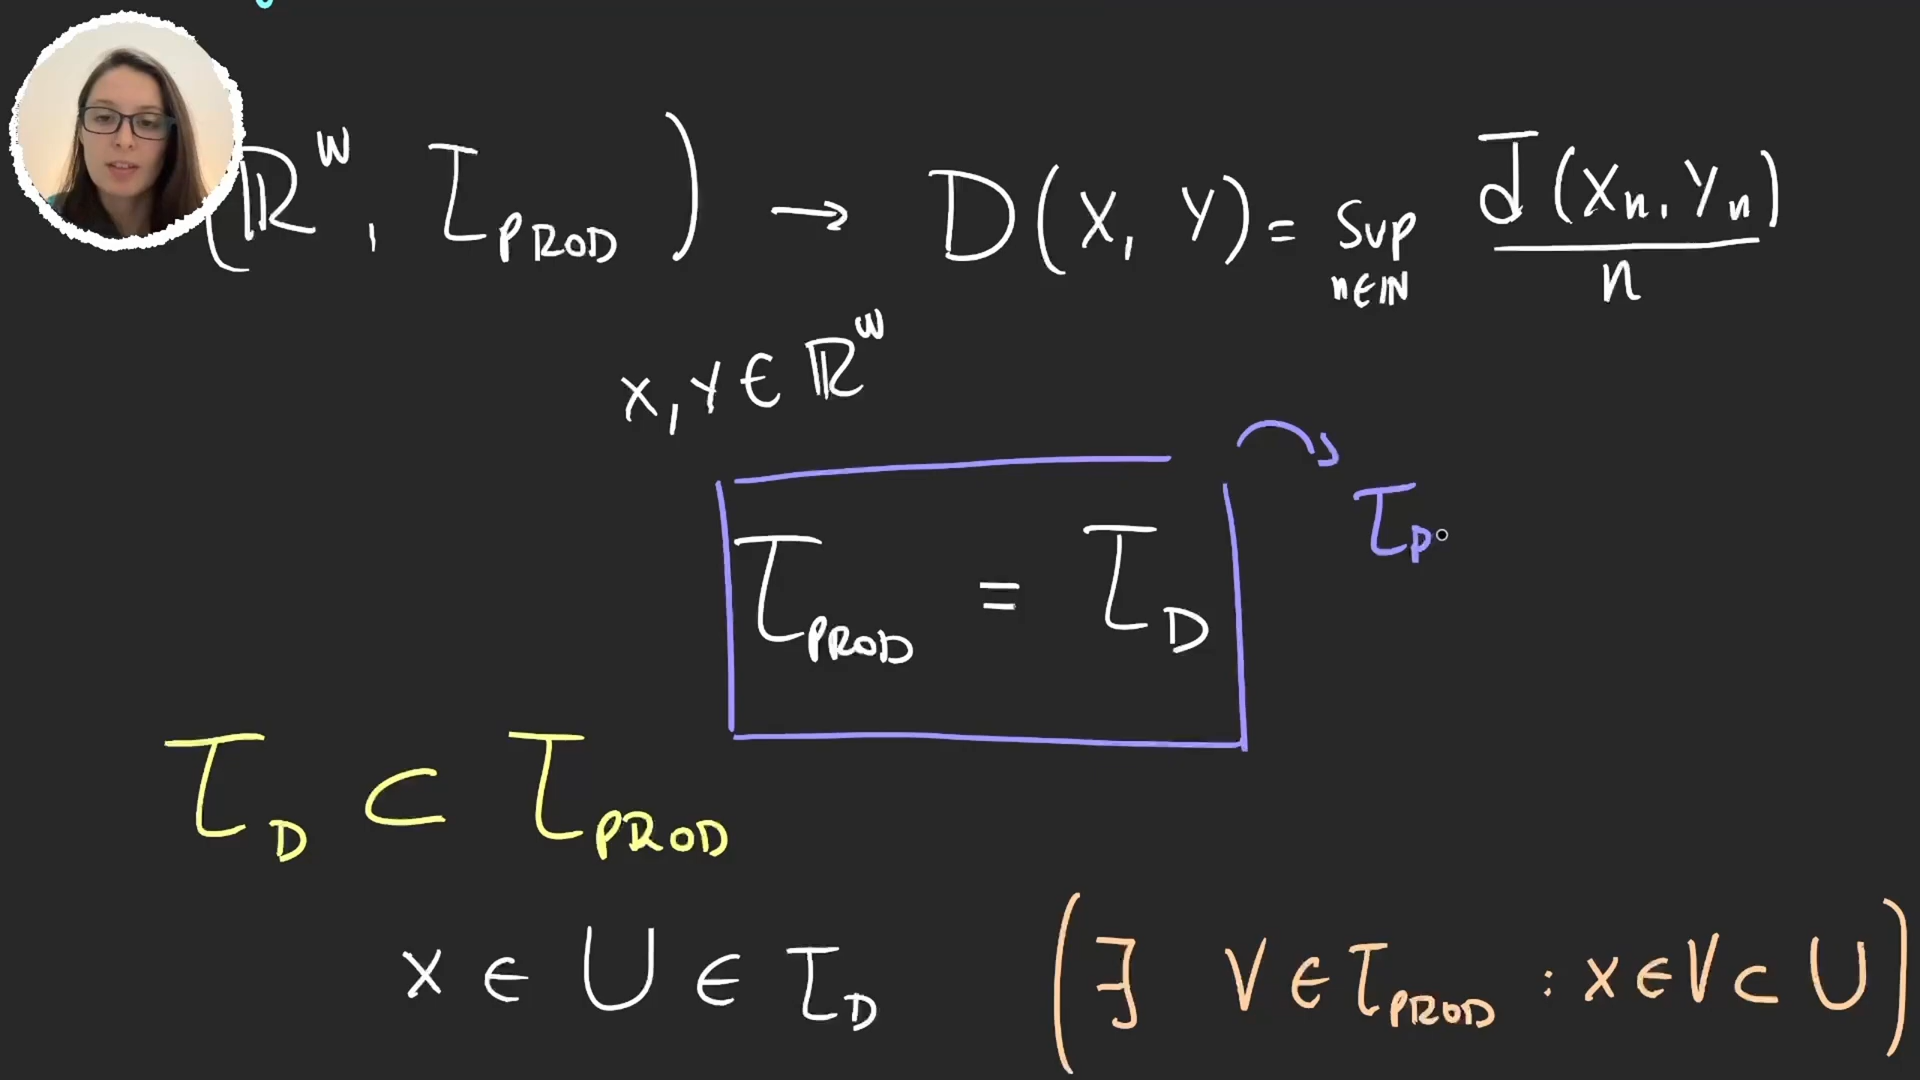 (ℝ^w, τ_PROD) → D(x, y) = sup_{n∈ℕ} d̄(x_n, y_n)/n
x, y ∈ ℝ^w
τ_P
τ_PROD = τ_D
τ_D ⊂ τ_PROD
x ∈ U ∈ τ_D (∃ V ∈ τ_PROD : x ∈ V ⊂ U)